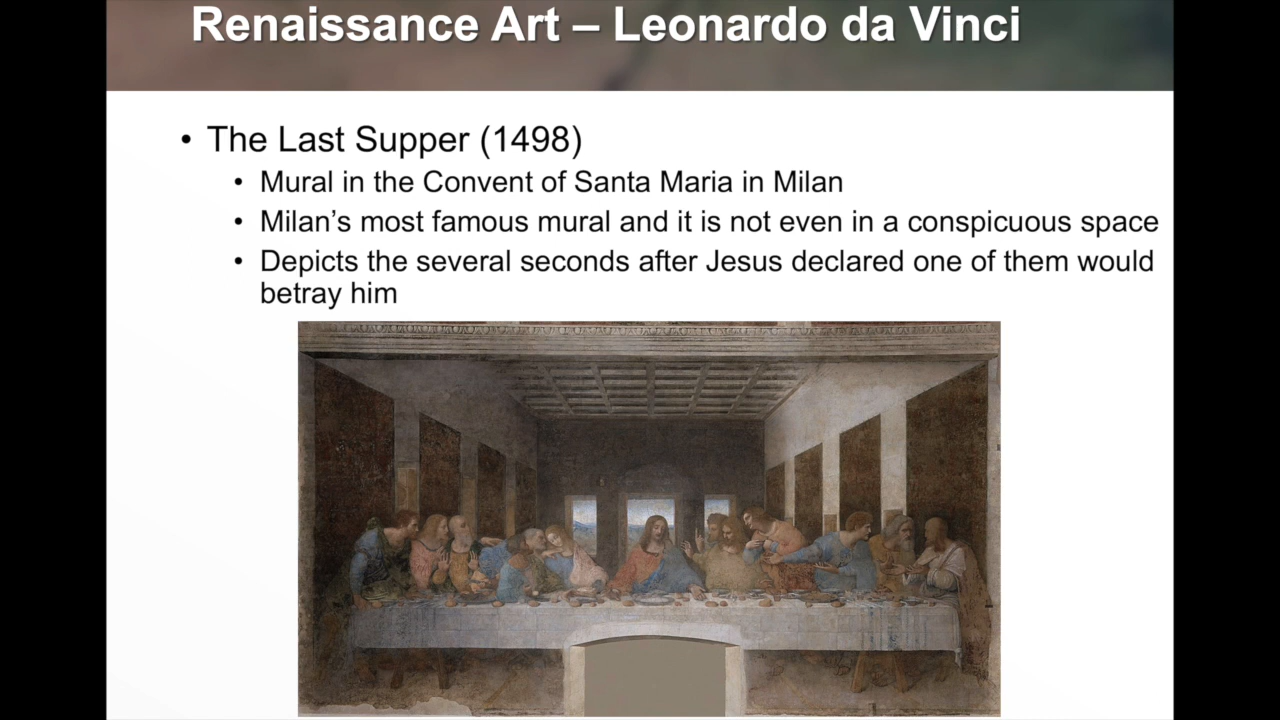 Renaissance Art – Leonardo da Vinci
• The Last Supper (1498)
• Mural in the Convent of Santa Maria in Milan
• Milan’s most famous mural and it is not even in a conspicuous space
• Depicts the several seconds after Jesus declared one of them would
betray him